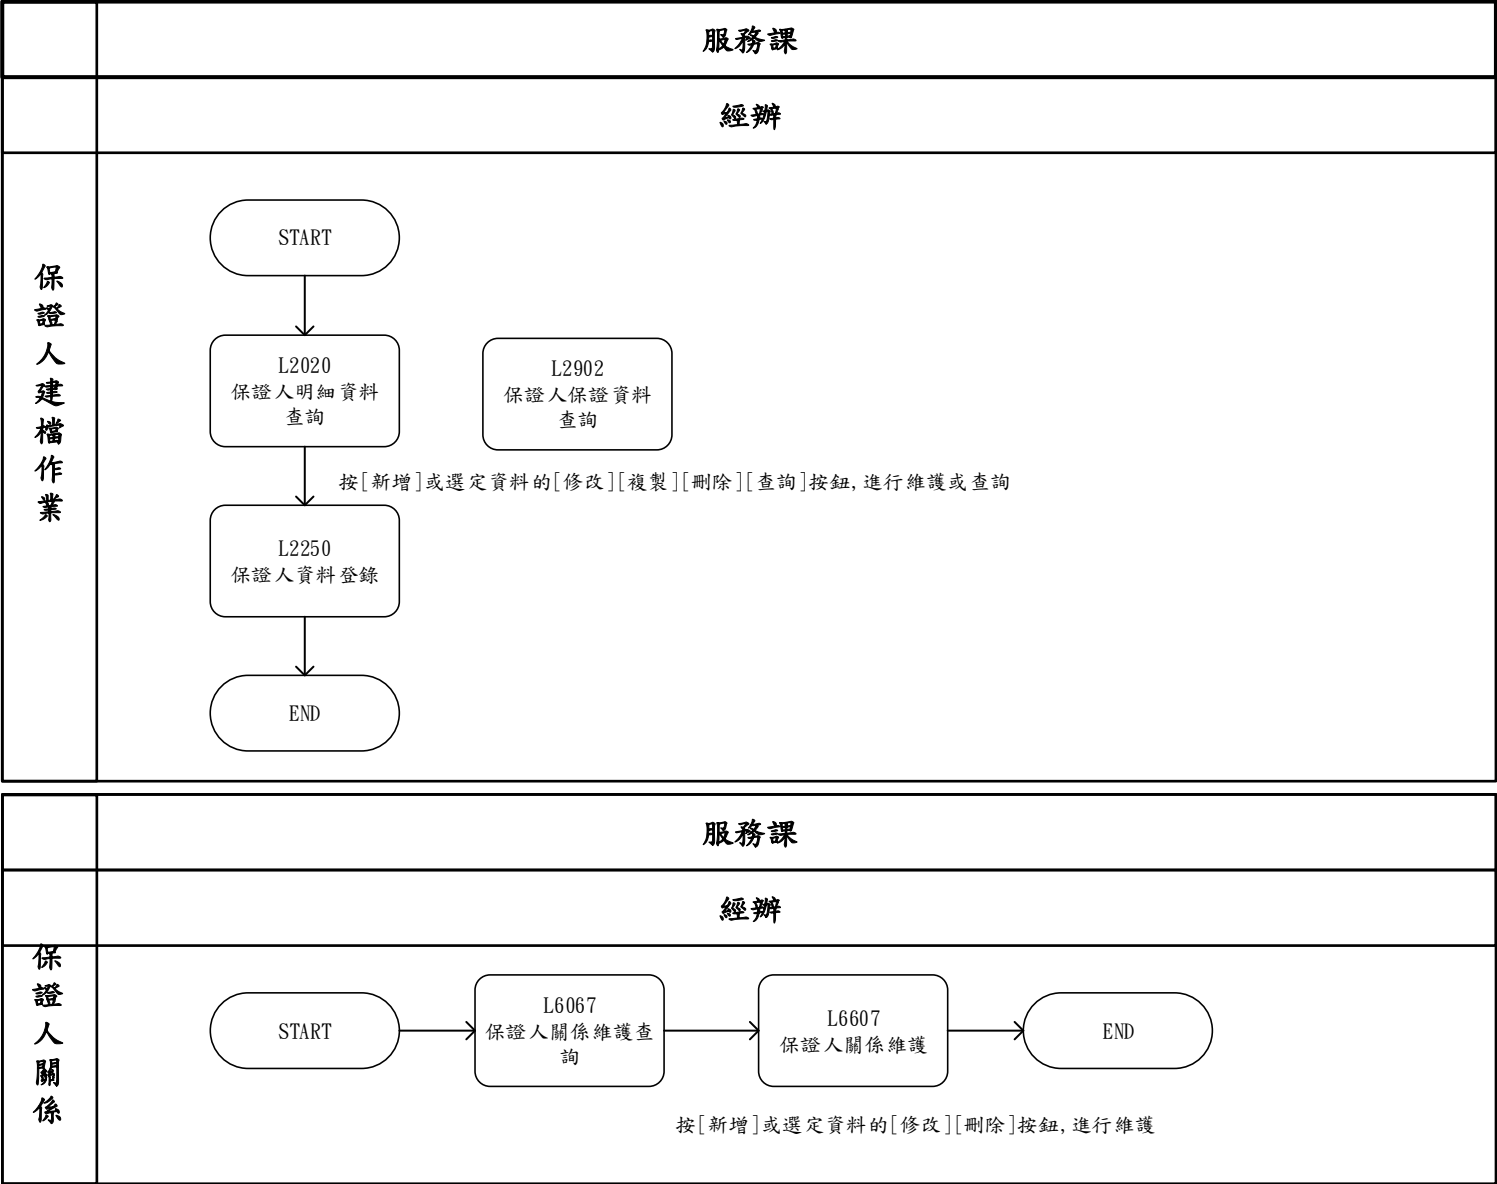 服務課
經辦
保
證
人
建
檔
作
業
START
L2020
保證人明細資料
查詢
L2902
保證人保證資料
查詢
按[新增]或選定資料的[修改][複製][刪除][查詢]按鈕,進行維護或查詢
L2250
保證人資料登錄
END
服務課
經辦
保
證
人
關
係
START
L6067
保證人關係維護查
詢
L6607
保證人關係維護
END
按[新增]或選定資料的[修改][刪除]按鈕,進行維護